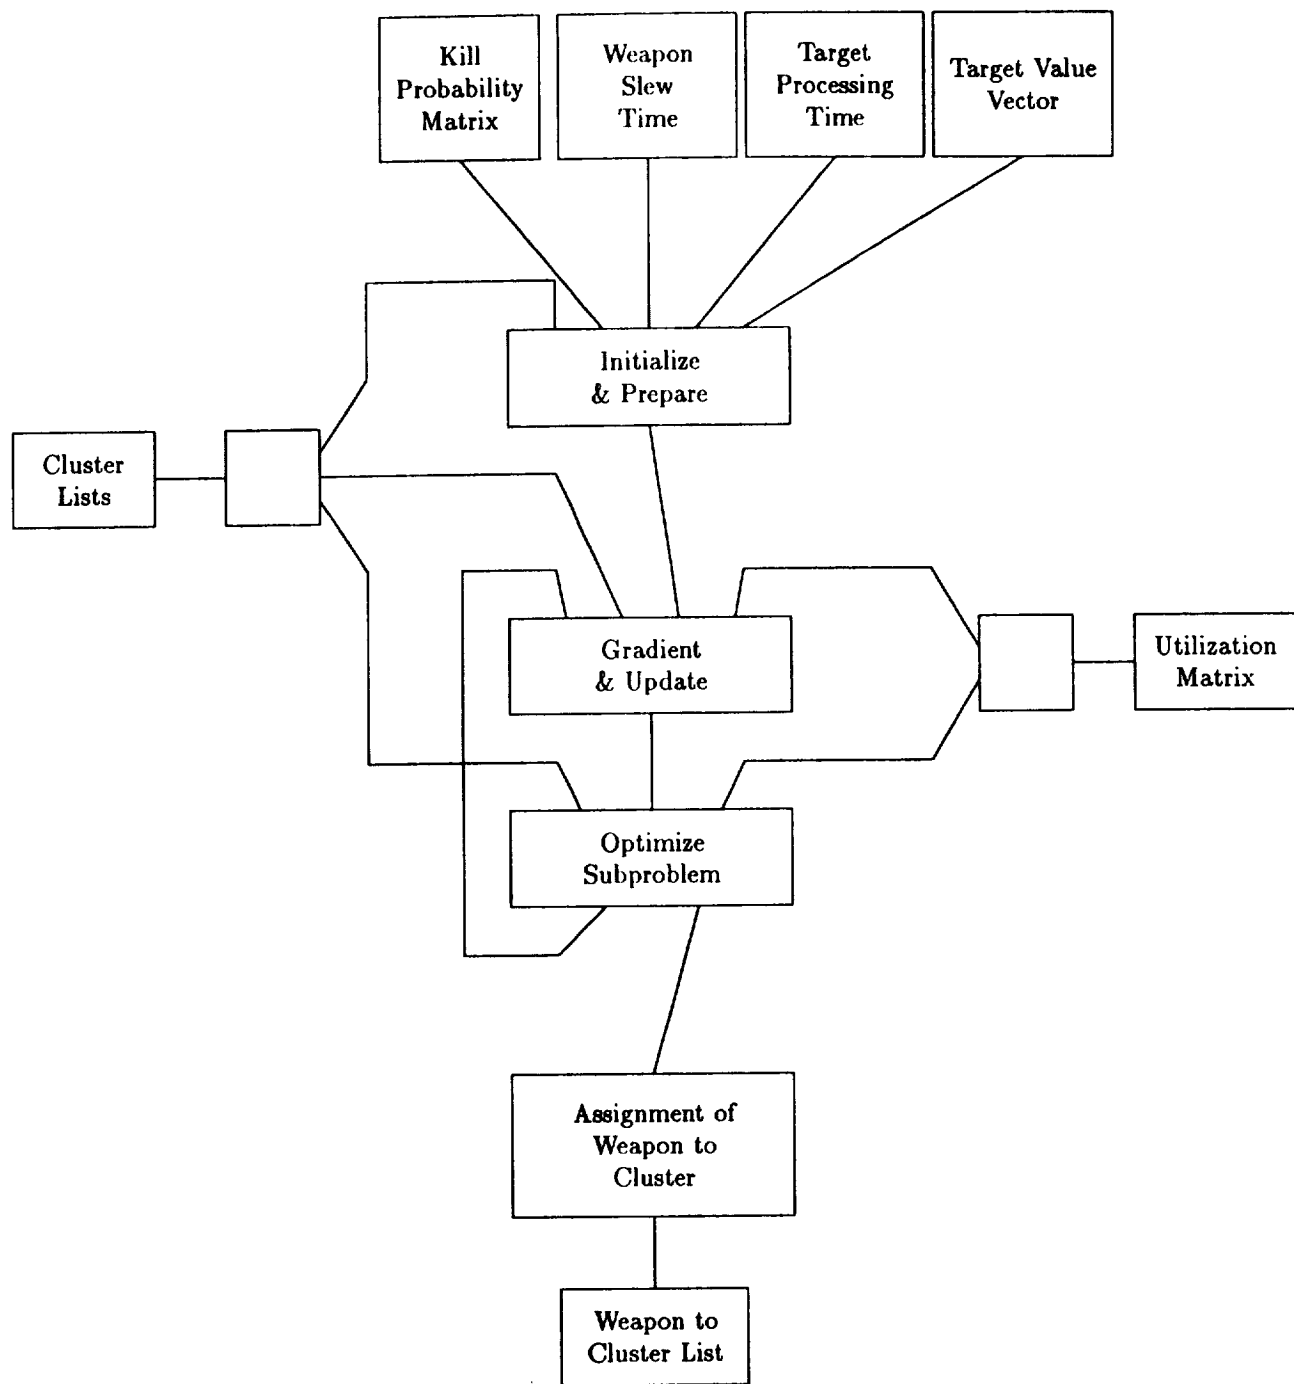 Kill
Probability
Matrix
Weapon
Slew
Time
Target
Processing
Time
Target Value
Vector
Initialize
& Prepare
Cluster
Lists
Gradient
& Update
Utilization
Matrix
Optimize
Subproblem
Assignment of
Weapon to
Cluster
Weapon to
Cluster List